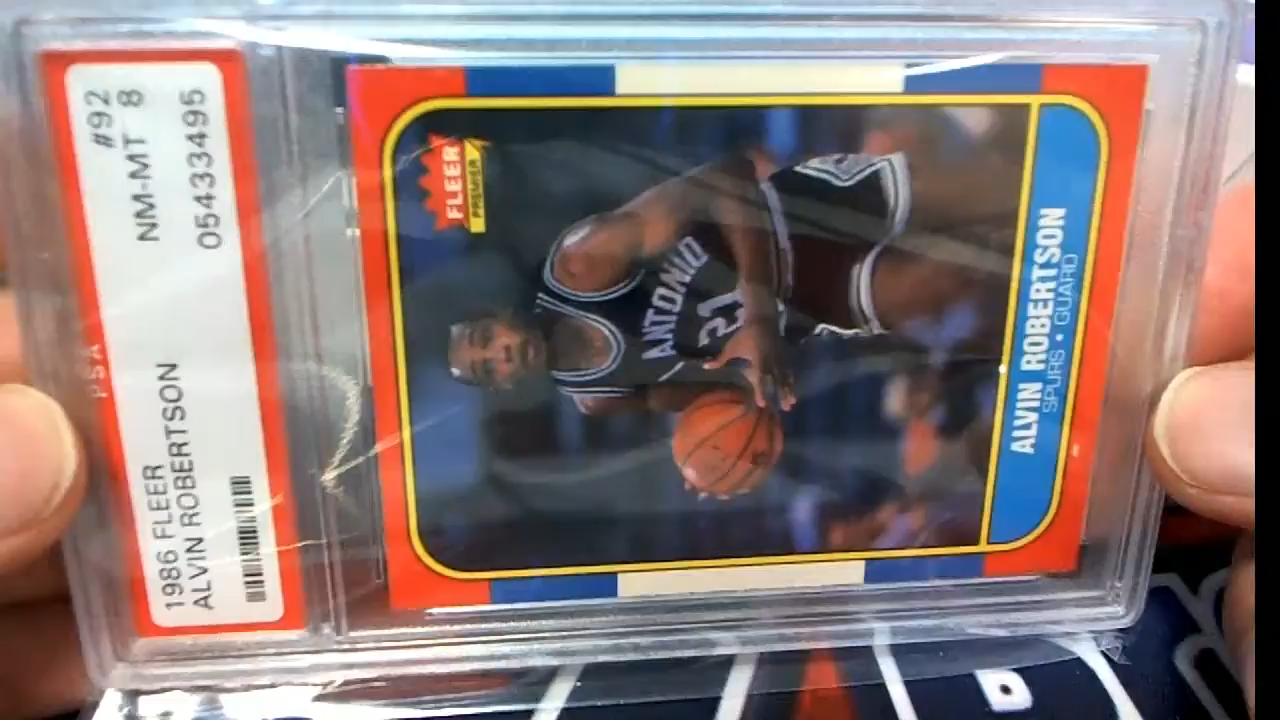 1986 FLEER #92
ALVIN ROBERTSON NM-MT 8
05433495
PSA
FLEER
PREMIER
ANTONIO
21
ALVIN ROBERTSON
SPURS • GUARD